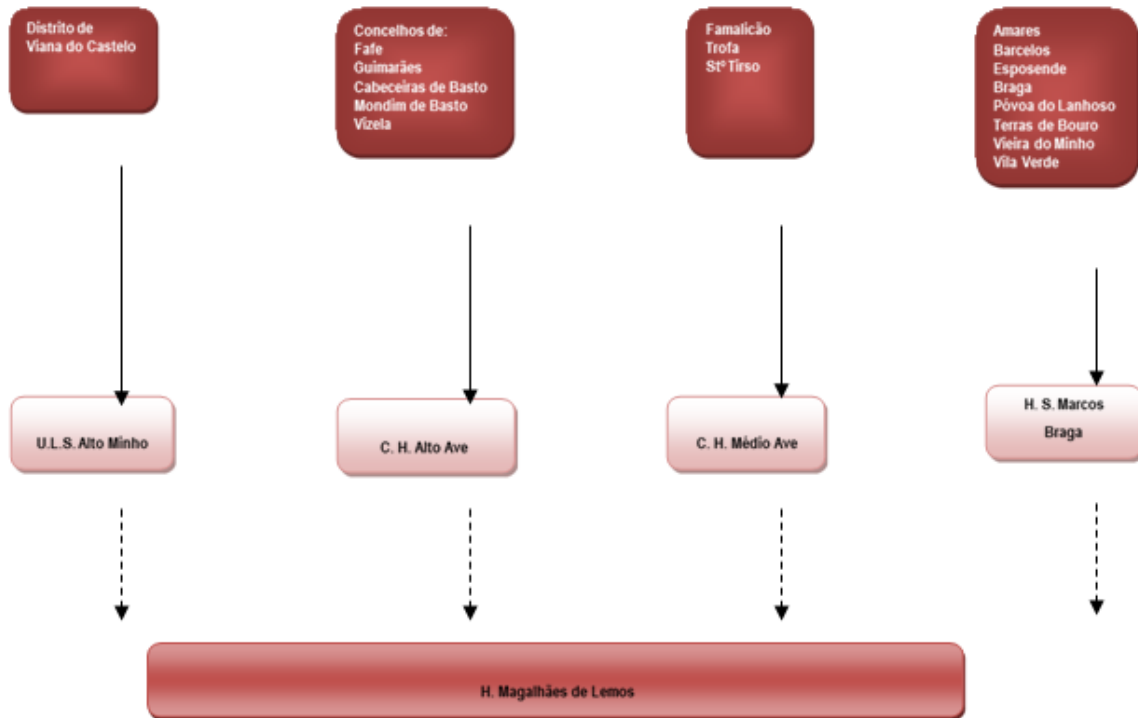 Distrito de
Viana do Castelo
Concelhos de:
Fafe
Guimarães
Cabeceiras de Basto
Mondim de Basto
Vizela
Famalicão
Trofa
Stº Tirso
Amares
Barcelos
Esposende
Braga
Póvoa do Lanhoso
Terras de Bouro
Vieira do Minho
Vila Verde
U.L.S. Alto Minho
C. H. Alto Ave
C. H. Médio Ave
H. S. Marcos
Braga
H. Magalhães de Lemos